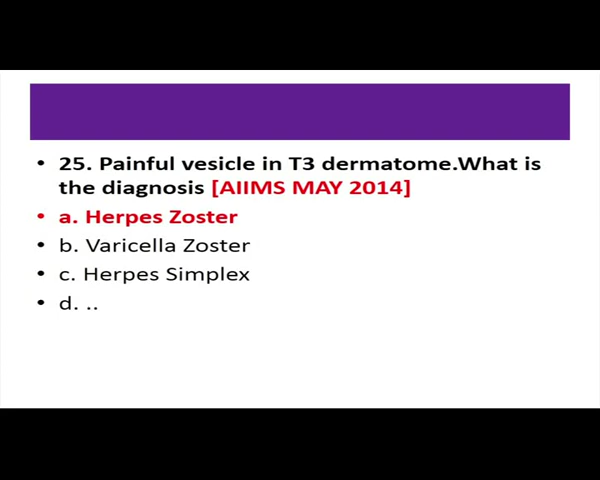 • 25. Painful vesicle in T3 dermatome.What is
the diagnosis [AIIMS MAY 2014]
• a. Herpes Zoster
• b. Varicella Zoster
• c. Herpes Simplex
• d. ..